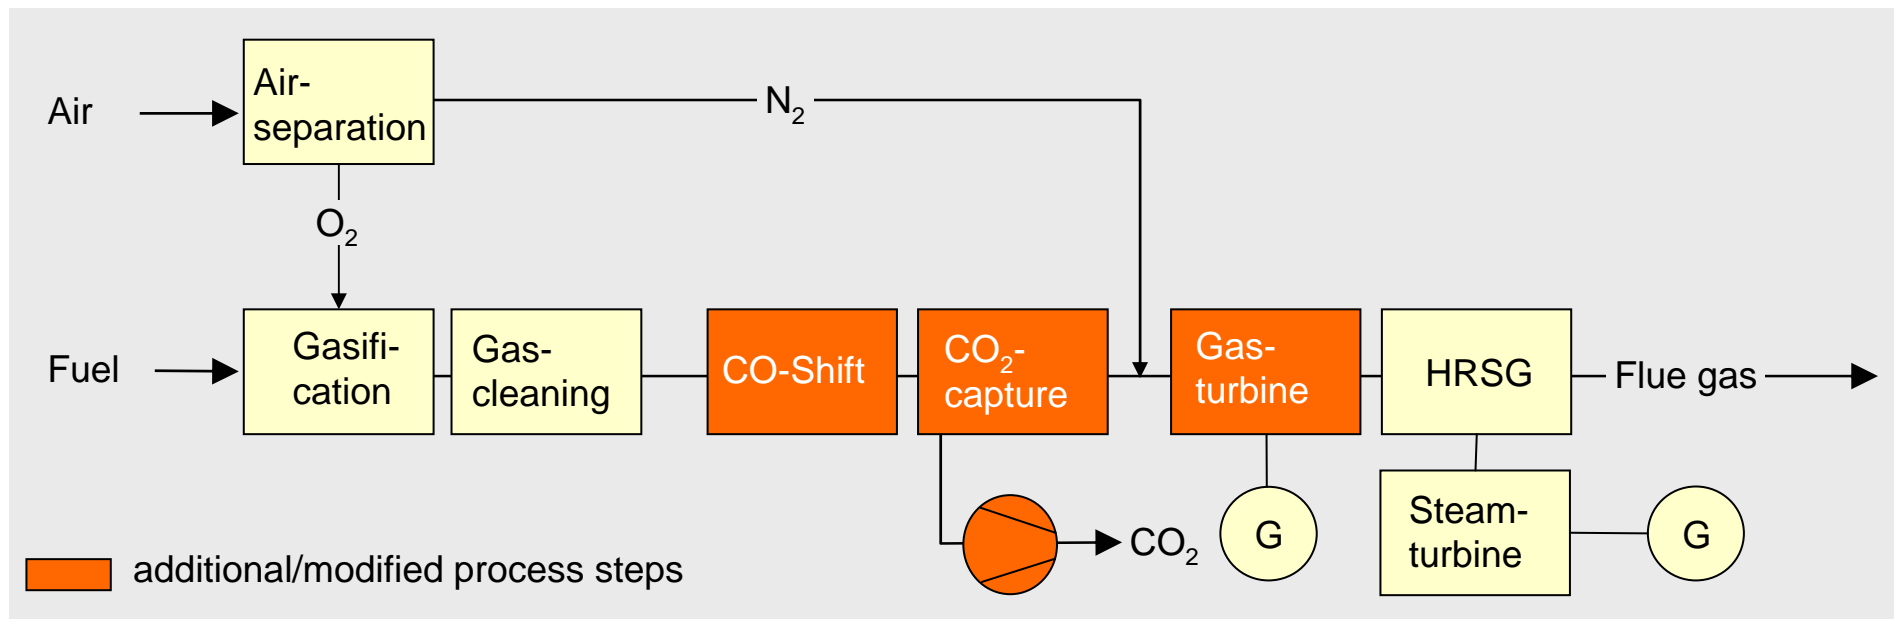 Air
Air-
separation
N₂
O₂
Fuel
Gasifi-
cation
Gas-
cleaning
CO-Shift
CO₂-
capture
Gas-
turbine
HRSG
Flue gas
CO₂
G
Steam-
turbine
G
additional/modified process steps